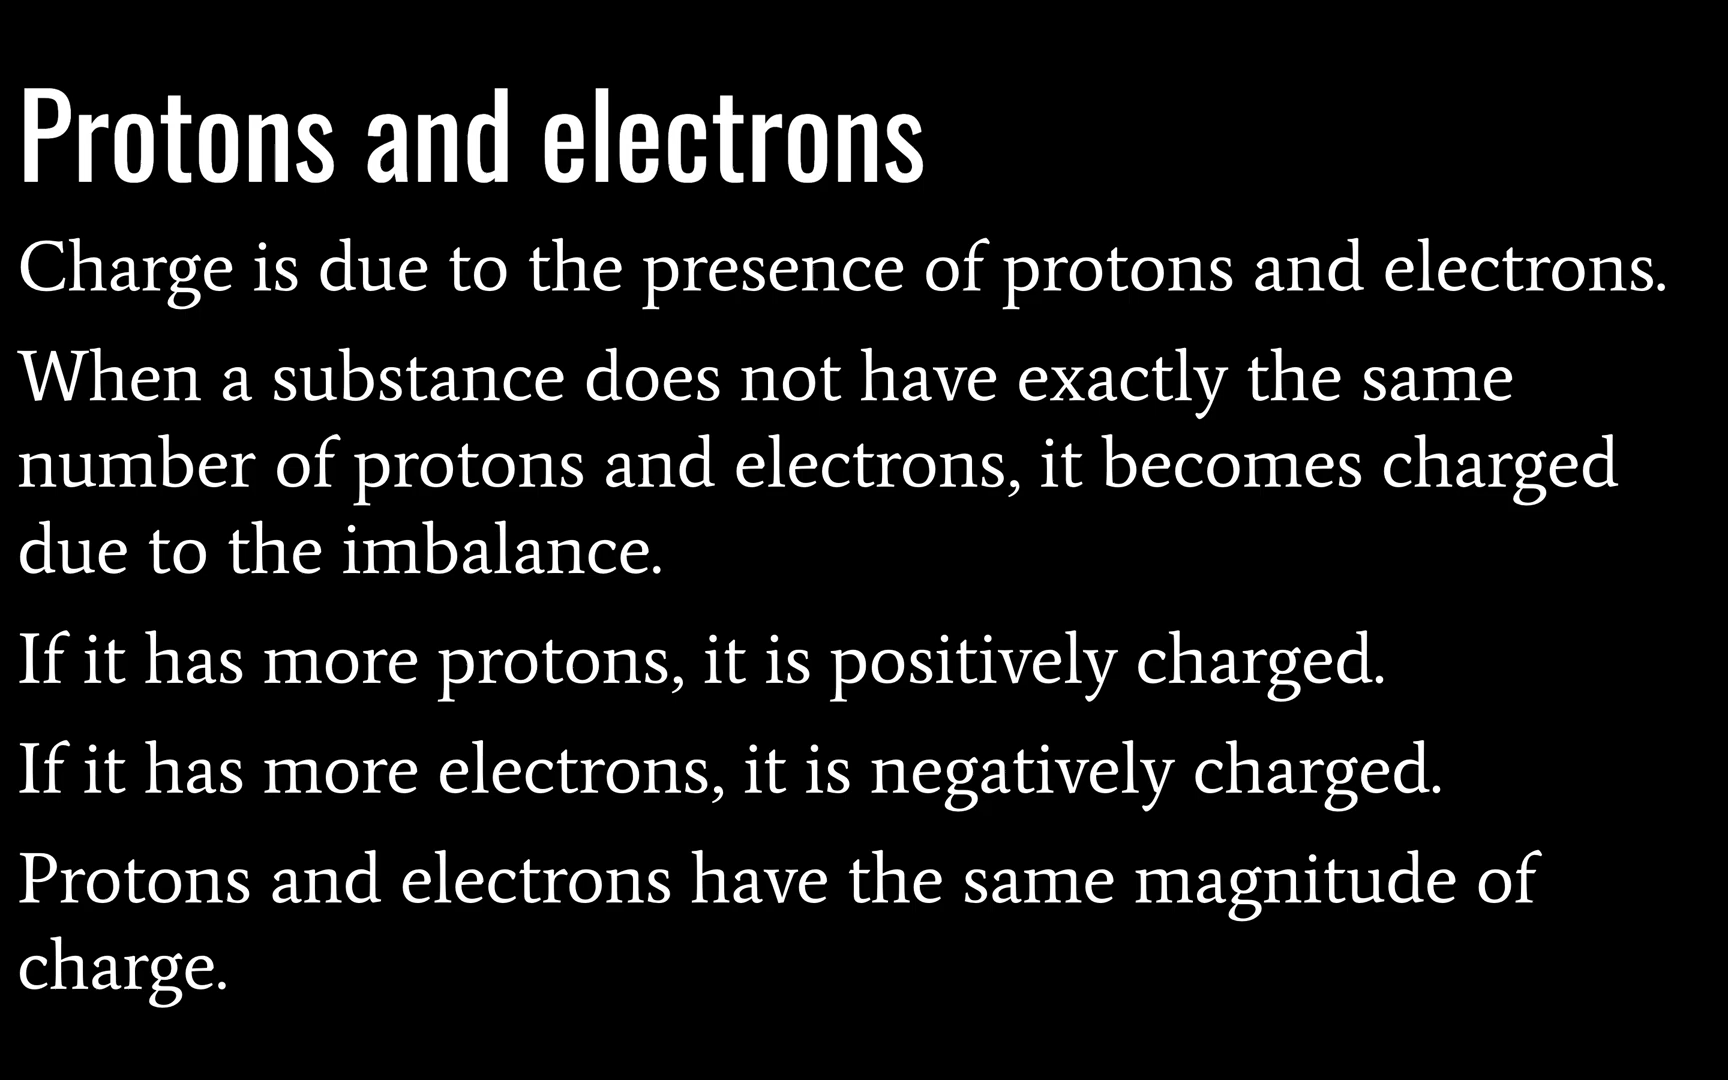 Protons and electrons
Charge is due to the presence of protons and electrons.
When a substance does not have exactly the same
number of protons and electrons, it becomes charged
due to the imbalance.
If it has more protons, it is positively charged.
If it has more electrons, it is negatively charged.
Protons and electrons have the same magnitude of
charge.